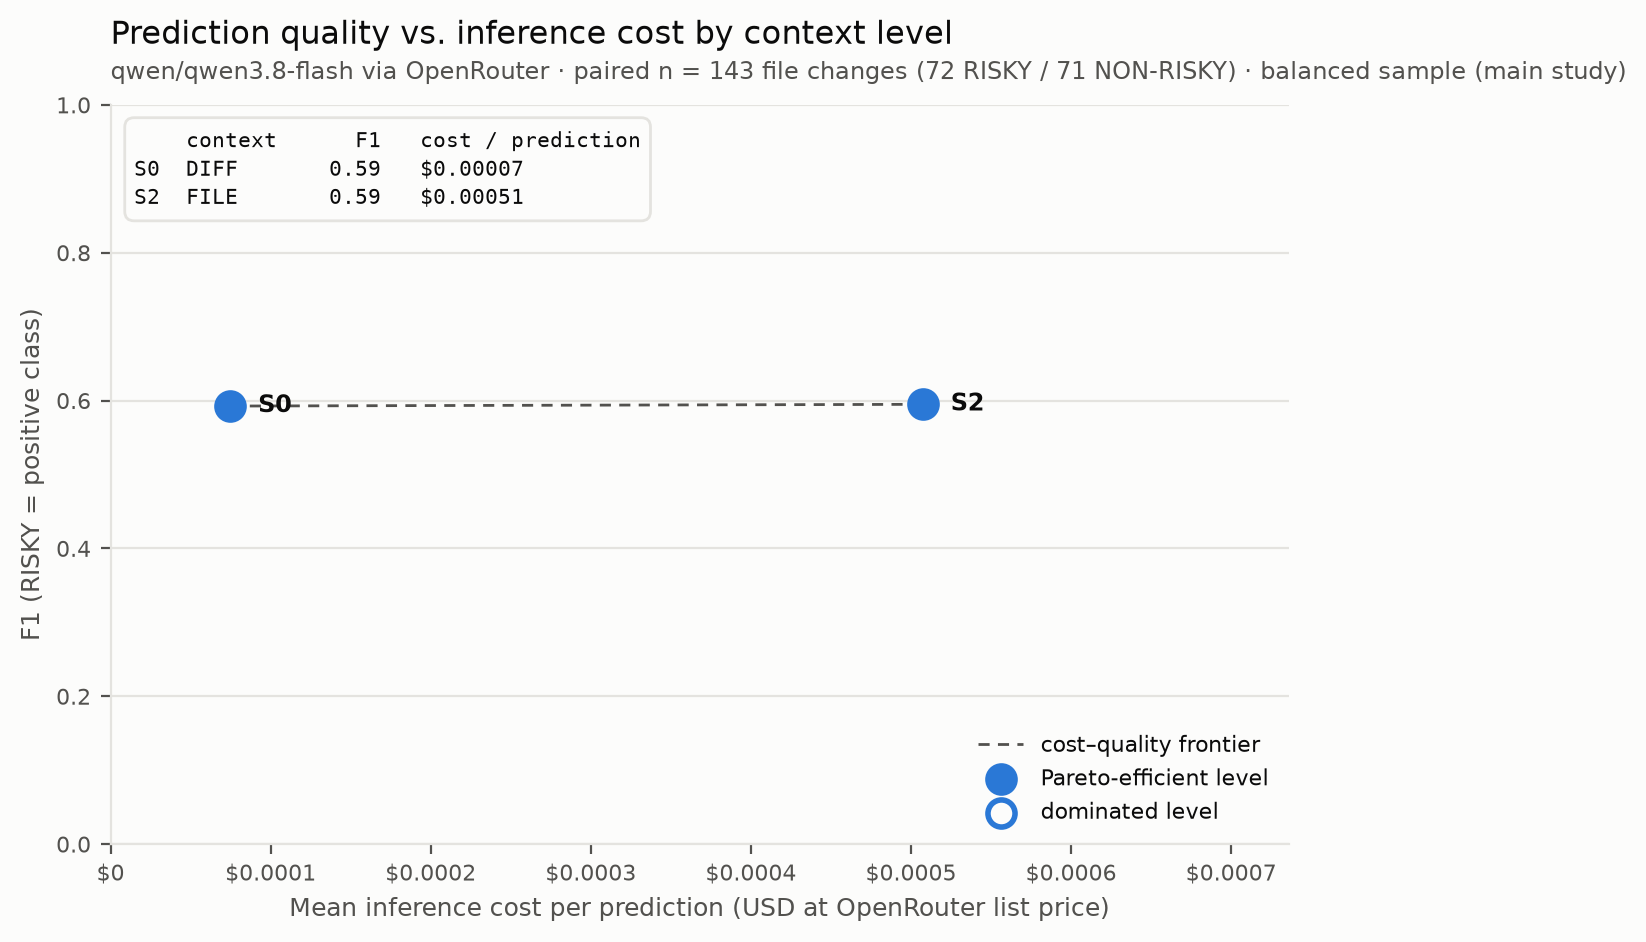 Prediction quality vs. inference cost by context level
qwen/qwen3.8-flash via OpenRouter · paired n = 143 file changes (72 RISKY / 71 NON-RISKY) · balanced sample (main study)
context F1 cost / prediction
S0 DIFF 0.59 $0.00007
S2 FILE 0.59 $0.00051
F1 (RISKY = positive class)
1.0
0.8
0.6
0.4
0.2
0.0
S0
S2
cost–quality frontier
Pareto-efficient level
dominated level
$0 $0.0001 $0.0002 $0.0003 $0.0004 $0.0005 $0.0006 $0.0007
Mean inference cost per prediction (USD at OpenRouter list price)